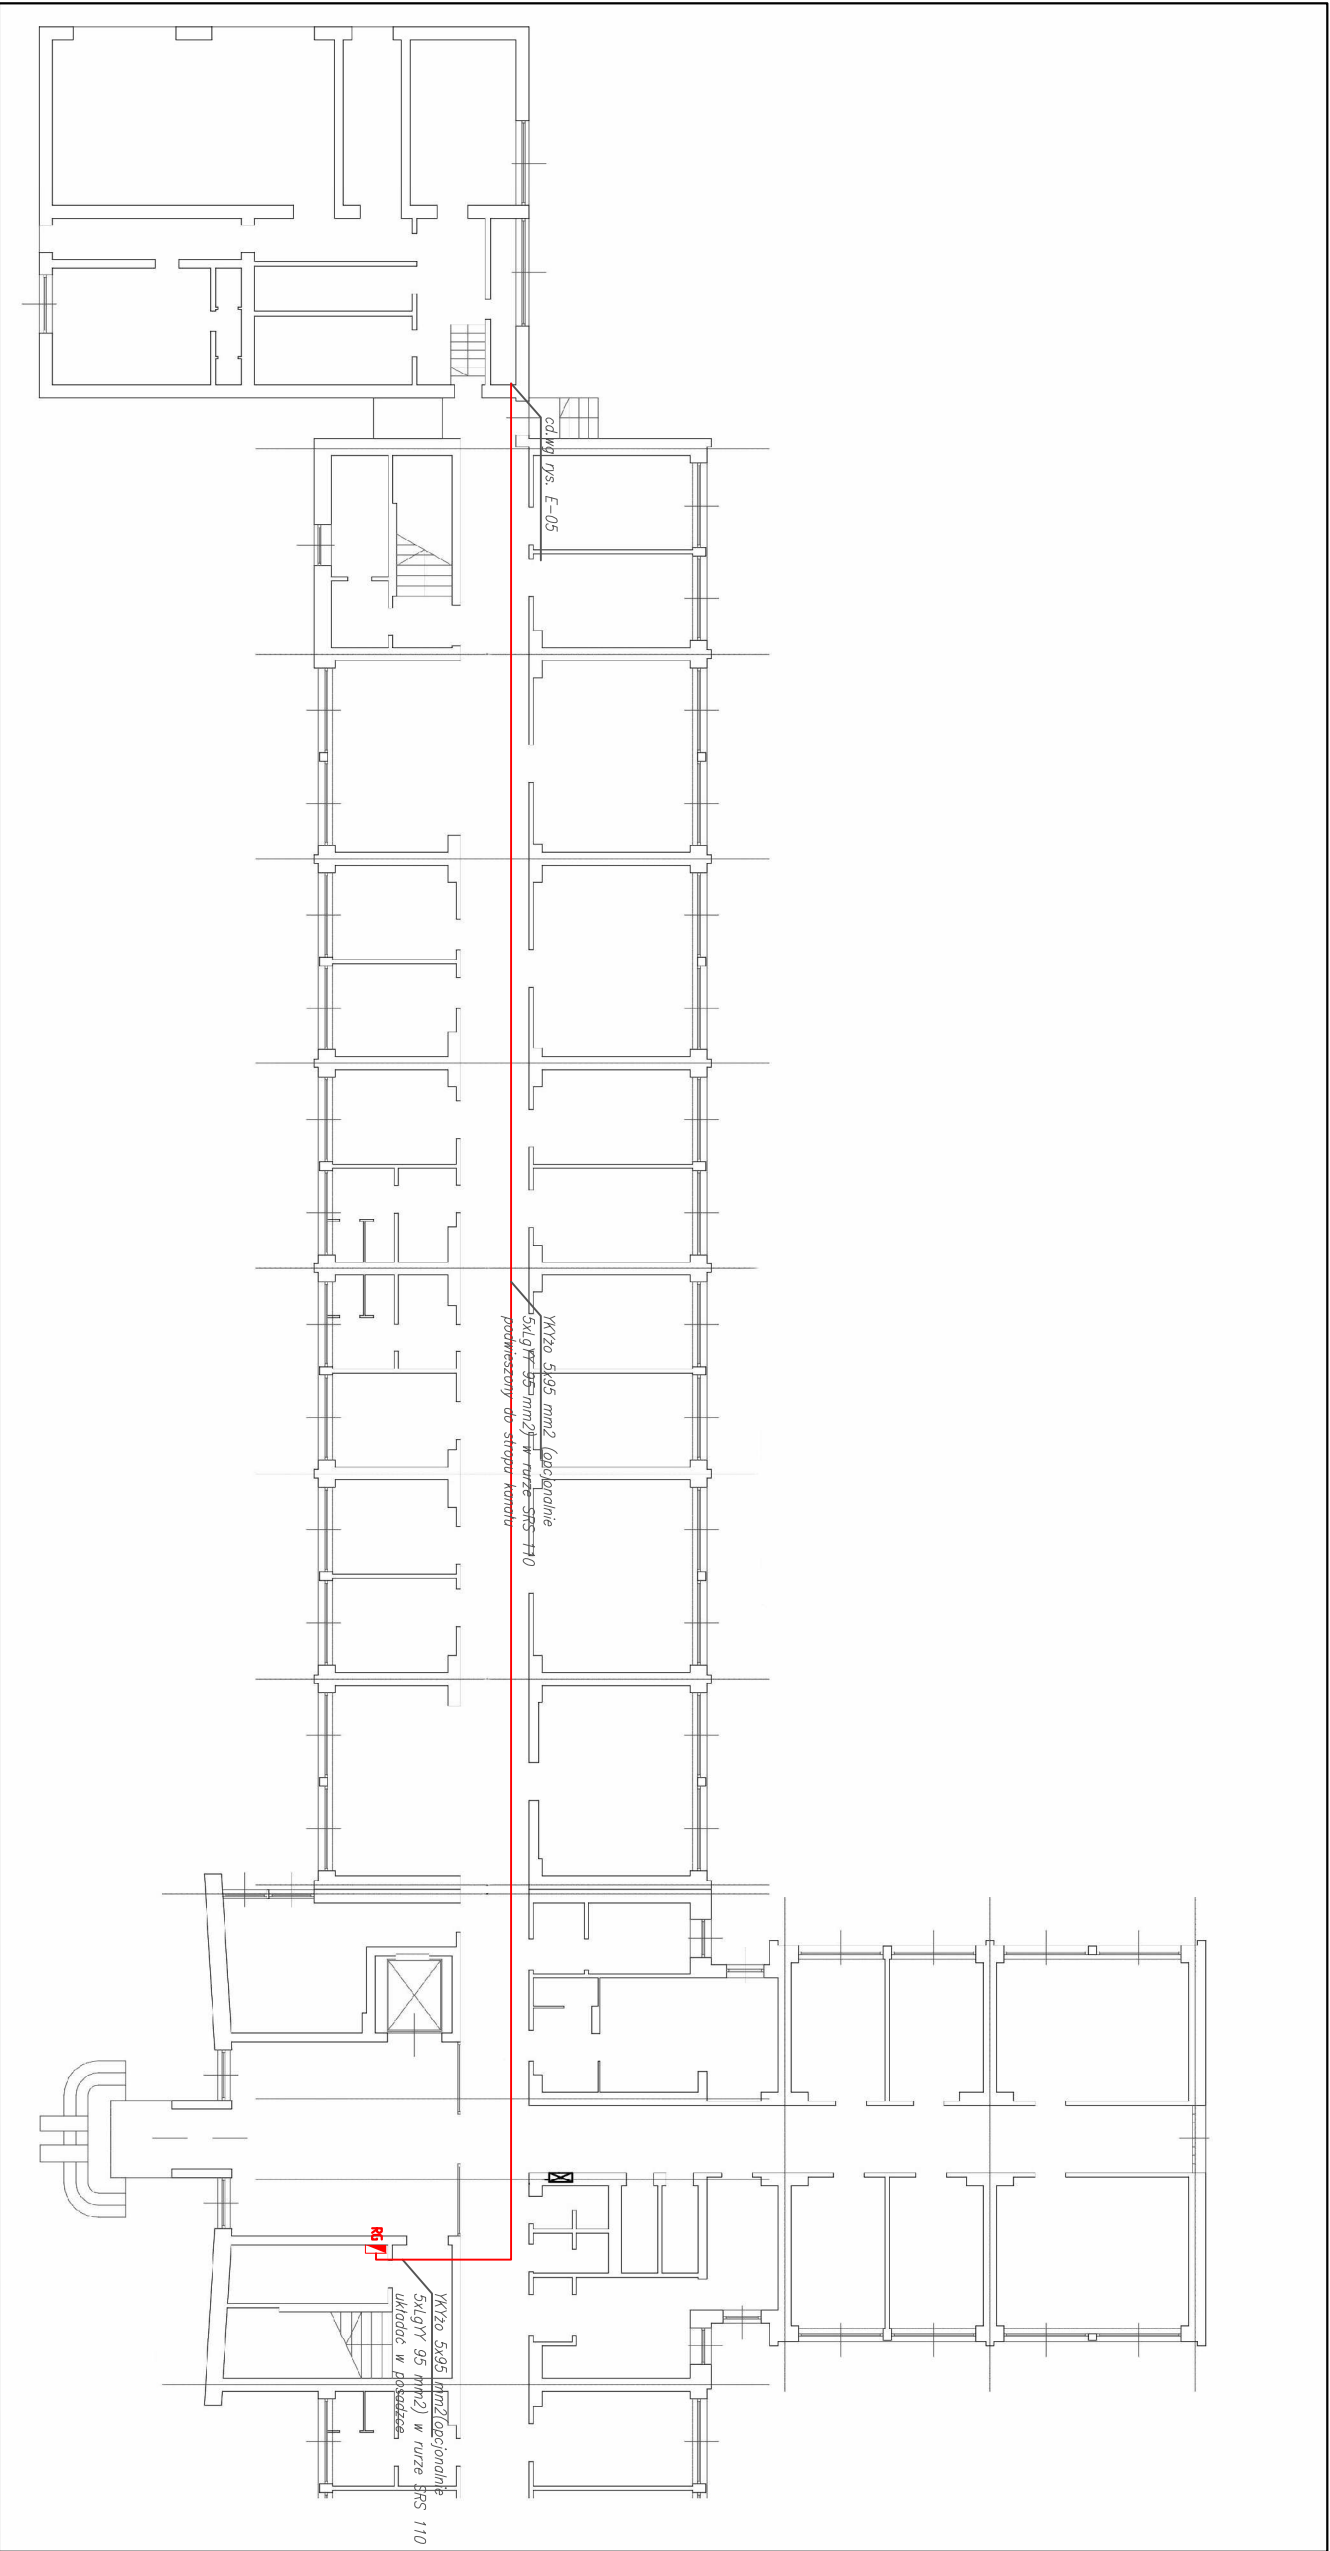 cd.wg rys. E-05
YKYżo 5x95 mm2 (opcjonalnie
5xLgYY 95 mm2) w rurze SRS 110
podwieszony do stropu kanału
RG
YKYżo 5x95 mm2(opcjonalnie
5xLgYY 95 mm2) w rurze SRS 110
układać w posadzce